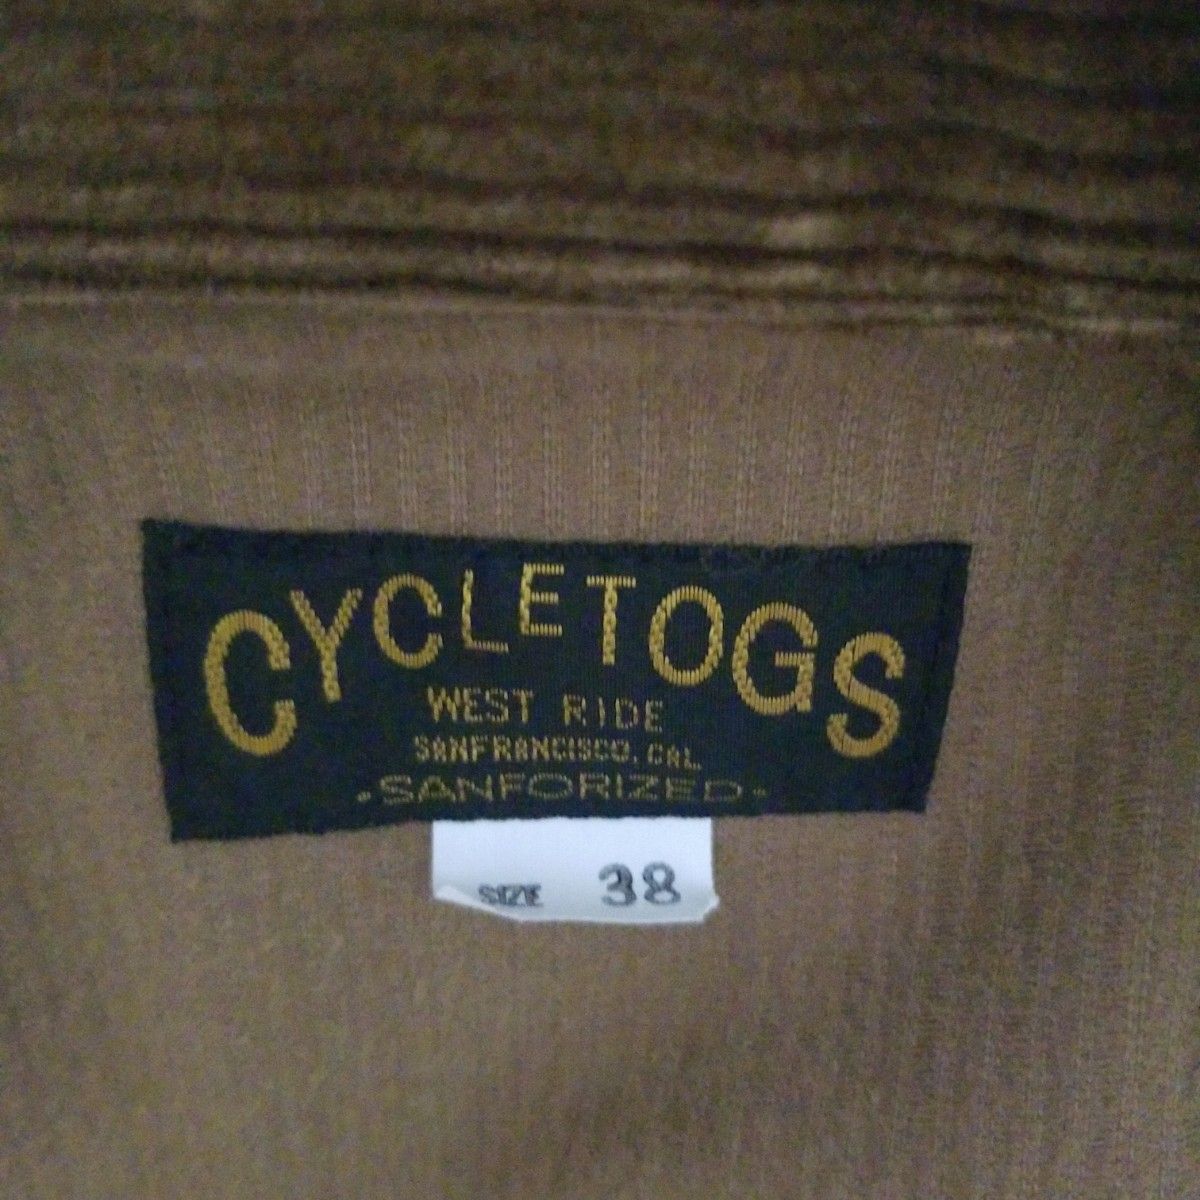 CYCLETOGS
WEST RIDE
SANFRANCISCO, CAL.
-SANFORIZED-
SIZE 38